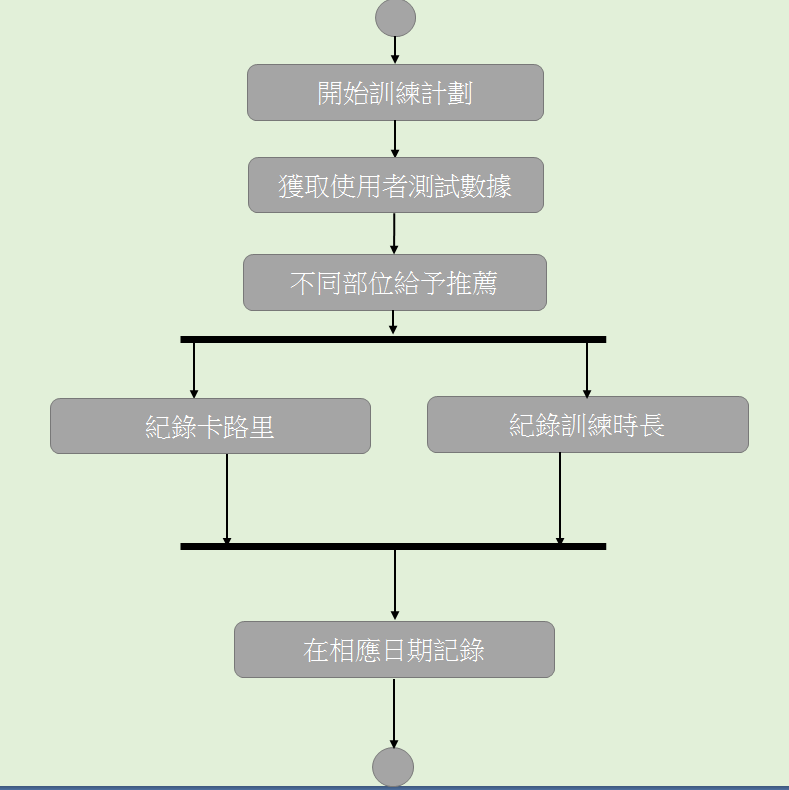 開始訓練計劃
獲取使用者測試數據
不同部位給予推薦
紀錄卡路里
紀錄訓練時長
在相應日期記錄